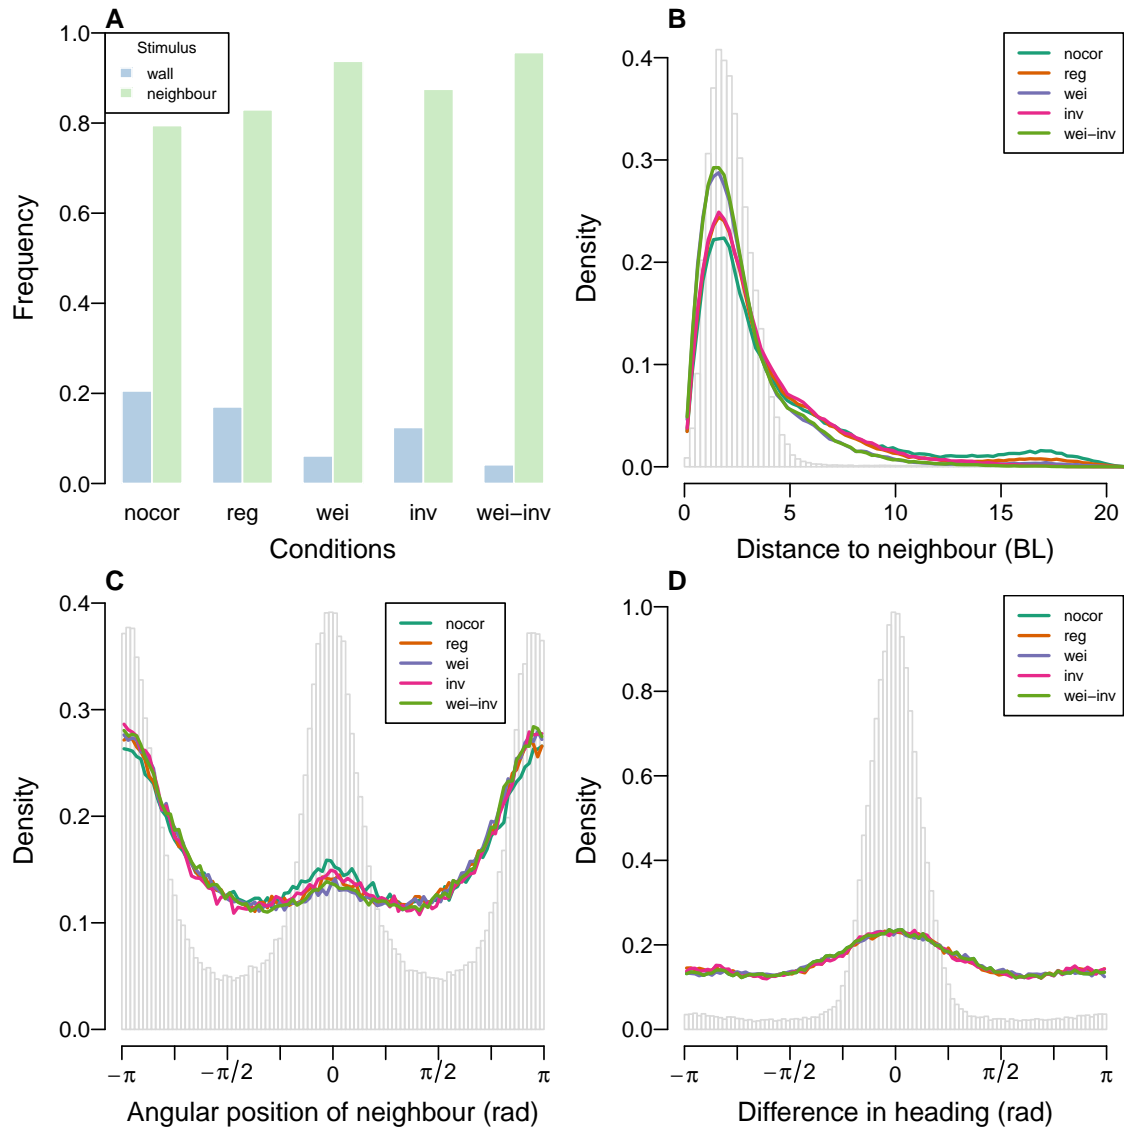 A
1.0
0.8
0.6
0.4
0.2
0.0
Frequency
Stimulus
wall
neighbour
nocor reg wei inv wei−inv
Conditions
B
0.4
0.3
0.2
0.1
0.0
Density
nocor
reg
wei
inv
wei−inv
0 5 10 15 20
Distance to neighbour (BL)
C
0.4
0.3
0.2
0.1
0.0
Density
nocor
reg
wei
inv
wei−inv
−π −π/2 0 π/2 π
Angular position of neighbour (rad)
D
1.0
0.8
0.6
0.4
0.2
0.0
Density
nocor
reg
wei
inv
wei−inv
−π −π/2 0 π/2 π
Difference in heading (rad)